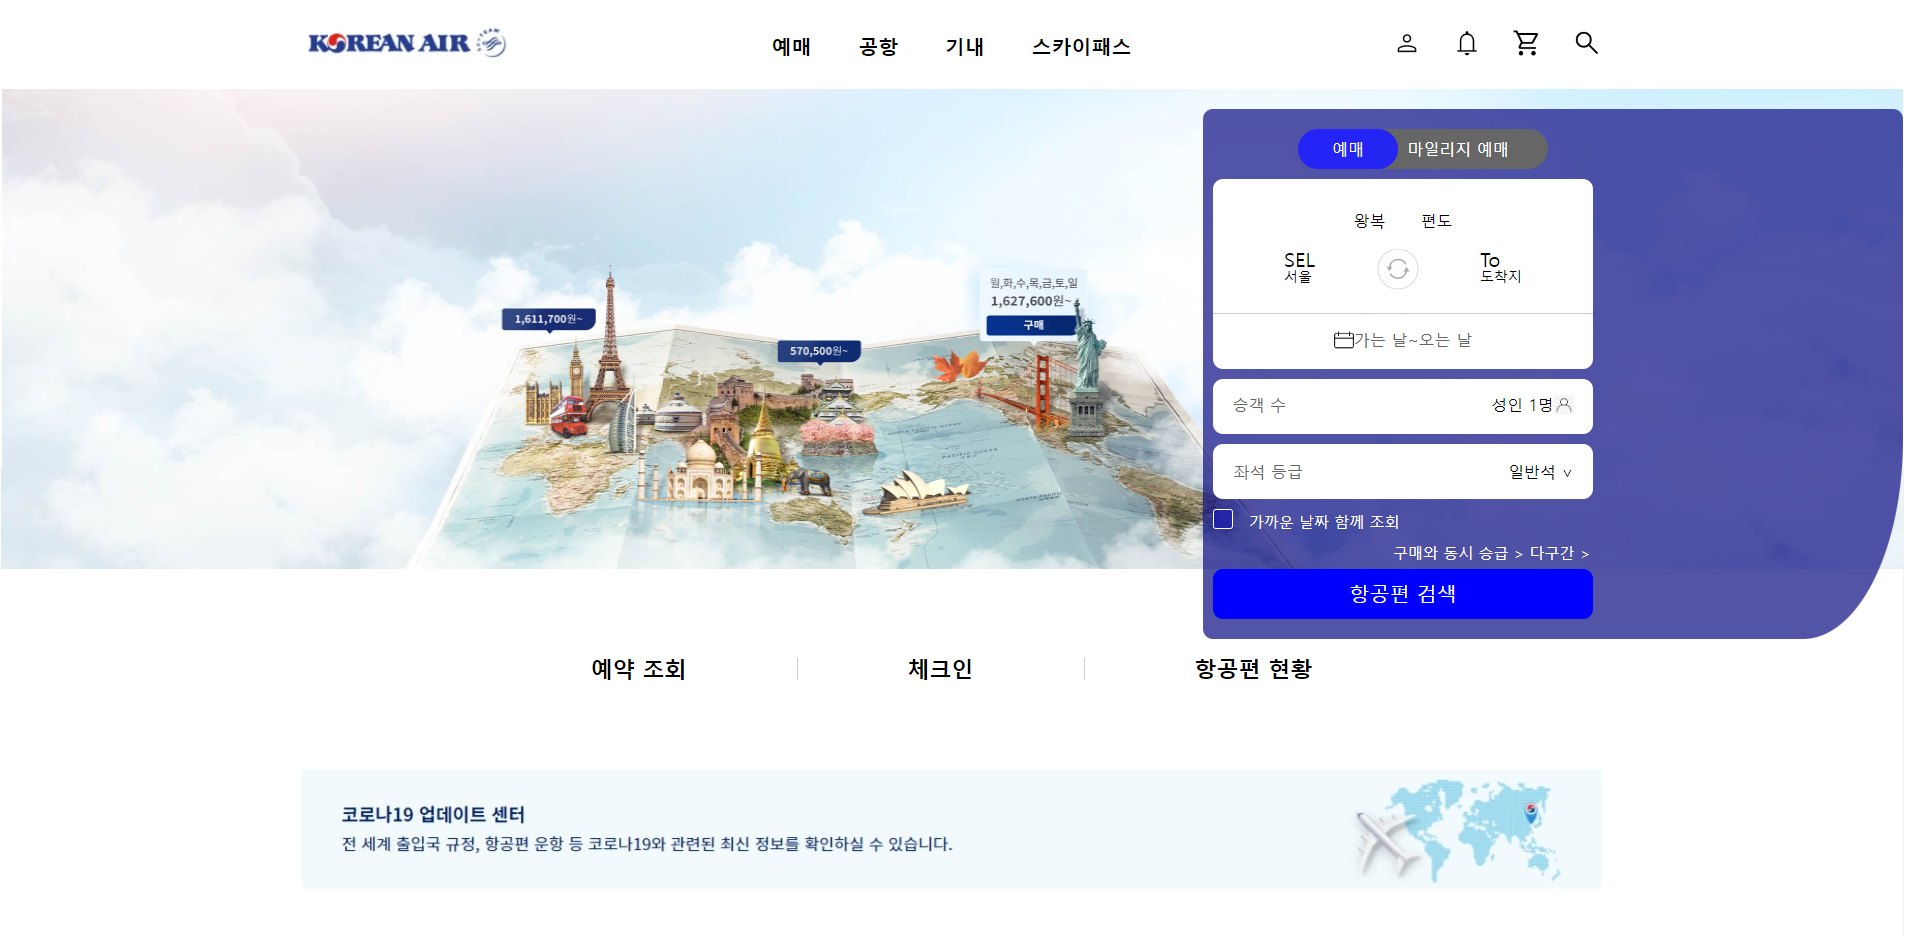 KOREAN AIR
예매 공항 기내 스카이패스
예매 마일리지 예매
왕복 편도
SEL To
서울 도착지
가는 날~오는 날
승객 수 성인 1명
좌석 등급 일반석 ∨
가까운 날짜 함께 조회
구매와 동시 승급 > 다구간 >
항공편 검색
월,화,수,목,금,토,일
1,627,600원~
구매
1,611,700원~
570,500원~
예약 조회 체크인 항공편 현황
코로나19 업데이트 센터
전 세계 출입국 규정, 항공편 운항 등 코로나19와 관련된 최신 정보를 확인하실 수 있습니다.